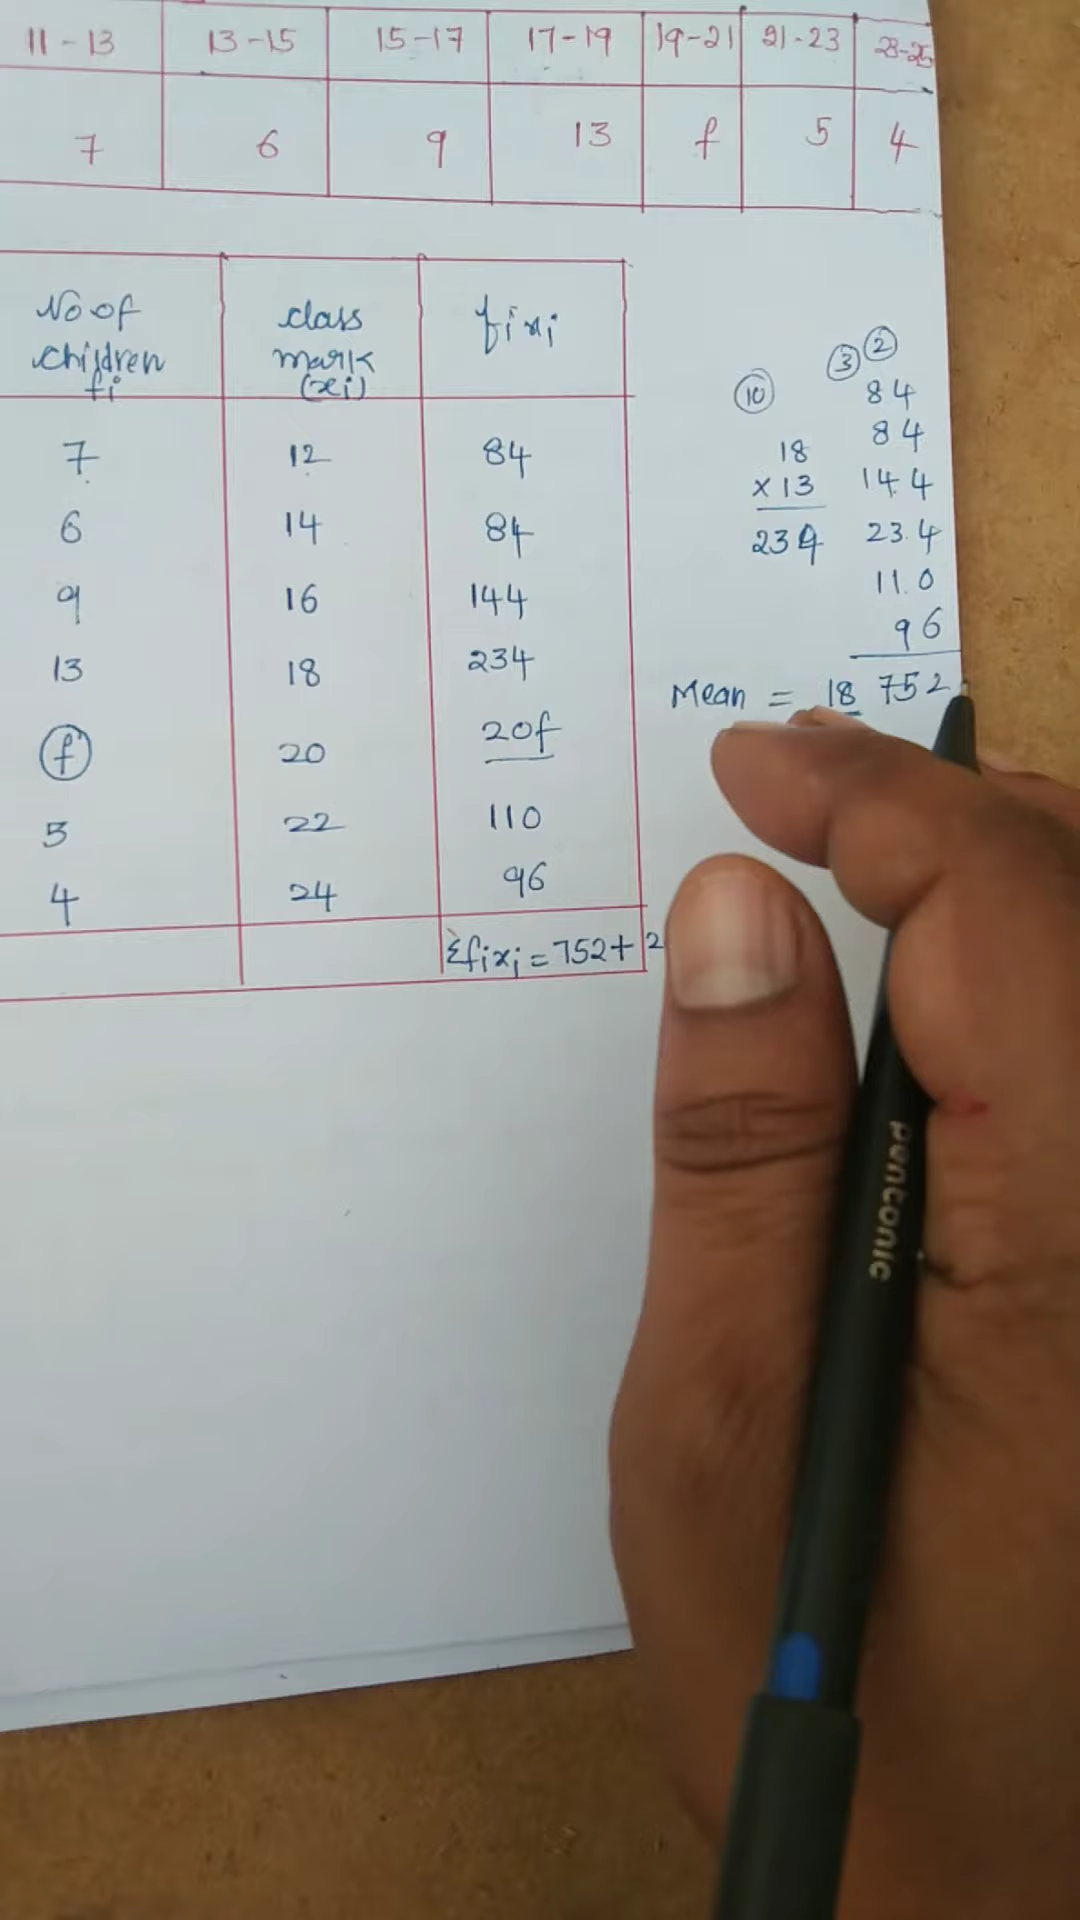 11-13 13-15 15-17 17-19 19-21 21-23 23-25
7 6 9 13 f 5 4
No of children fi class mark (xi) fixi
7 12 84
6 14 84
9 16 144
13 18 234
f 20 20f
5 22 110
4 24 96
Σfixi = 752+ 2
10
18
×13
234
3 2
84
84
144
234
110
96
752
Mean = 18
pentonic